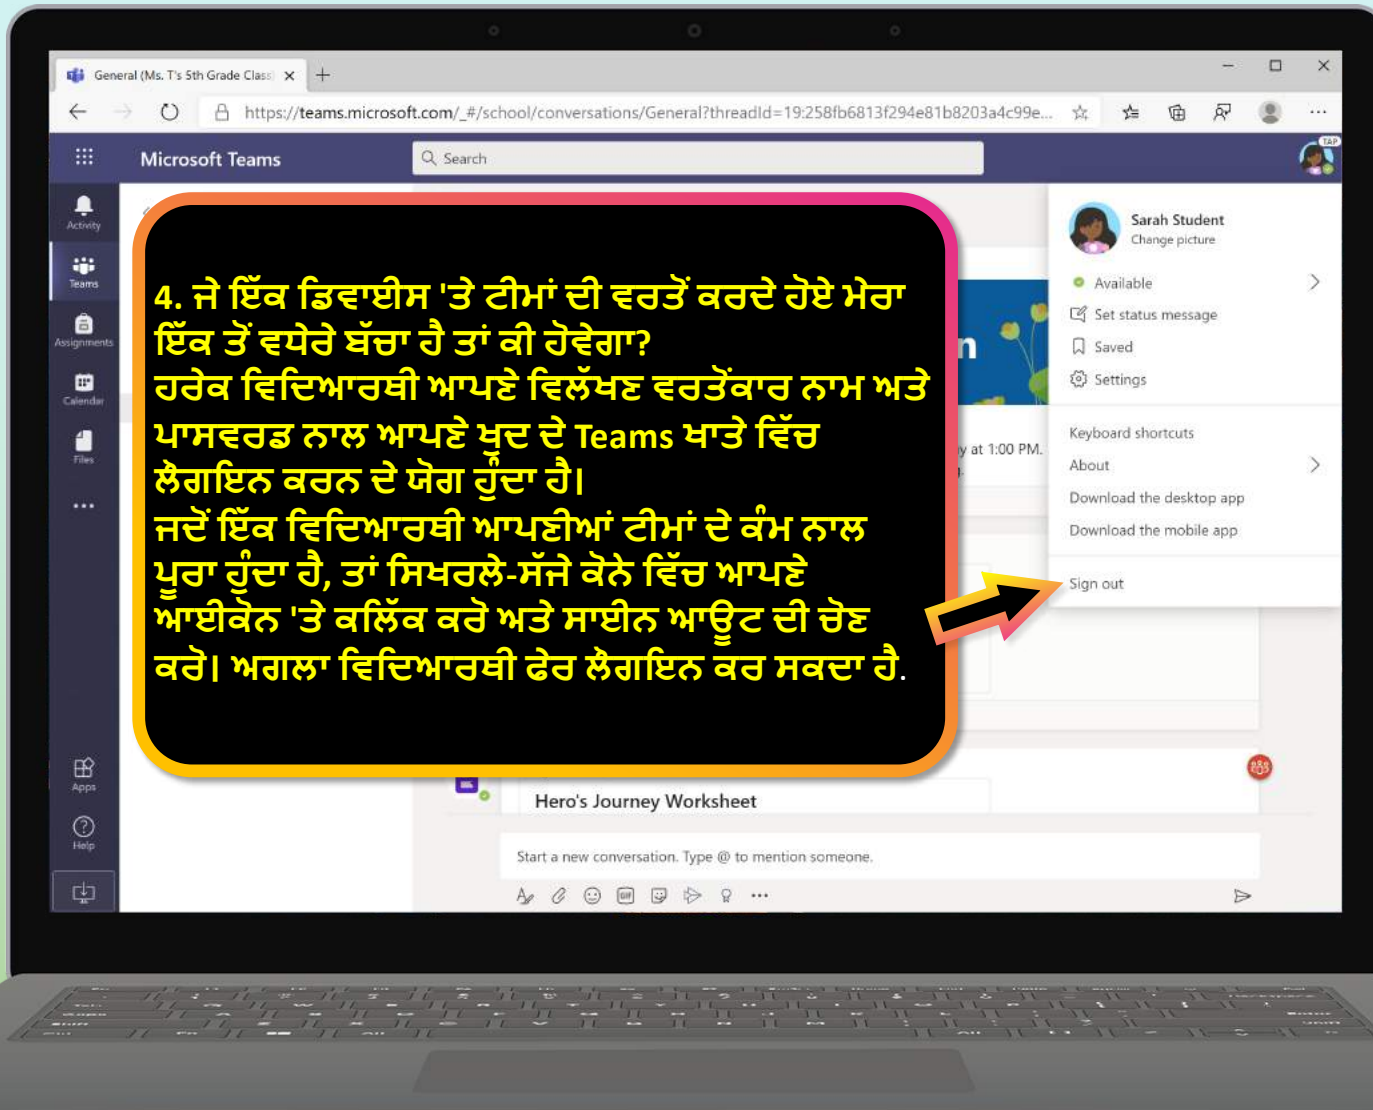 General (Ms. T's 5th Grade Class)
https://teams.microsoft.com/_#/school/conversations/General?threadId=19:258fb6813f294e81b8203a4c99e...
Microsoft Teams
Search
TAP
Activity
Teams
Assignments
Calendar
Files
Apps
Help
4. ਜੇ ਇੱਕ ਡਿਵਾਈਸ 'ਤੇ ਟੀਮਾਂ ਦੀ ਵਰਤੋਂ ਕਰਦੇ ਹੋਏ ਮੇਰਾ
ਇੱਕ ਤੋਂ ਵਧੇਰੇ ਬੱਚਾ ਹੈ ਤਾਂ ਕੀ ਹੋਵੇਗਾ?
ਹਰੇਕ ਵਿਦਿਆਰਥੀ ਆਪਣੇ ਵਿਲੱਖਣ ਵਰਤੋਂਕਾਰ ਨਾਮ ਅਤੇ
ਪਾਸਵਰਡ ਨਾਲ ਆਪਣੇ ਖੁਦ ਦੇ Teams ਖਾਤੇ ਵਿੱਚ
ਲੌਗਇਨ ਕਰਨ ਦੇ ਯੋਗ ਹੁੰਦਾ ਹੈ।
ਜਦੋਂ ਇੱਕ ਵਿਦਿਆਰਥੀ ਆਪਣੀਆਂ ਟੀਮਾਂ ਦੇ ਕੰਮ ਨਾਲ
ਪੂਰਾ ਹੁੰਦਾ ਹੈ, ਤਾਂ ਸਿਖਰਲੇ-ਸੱਜੇ ਕੋਨੇ ਵਿੱਚ ਆਪਣੇ
ਆਈਕੋਨ 'ਤੇ ਕਲਿੱਕ ਕਰੋ ਅਤੇ ਸਾਈਨ ਆਊਟ ਦੀ ਚੋਣ
ਕਰੋ। ਅਗਲਾ ਵਿਦਿਆਰਥੀ ਫੇਰ ਲੌਗਇਨ ਕਰ ਸਕਦਾ ਹੈ.
n
y at 1:00 PM.
Sarah Student
Change picture
Available
Set status message
Saved
Settings
Keyboard shortcuts
About
Download the desktop app
Download the mobile app
Sign out
Hero's Journey Worksheet
Start a new conversation. Type @ to mention someone.
GIF